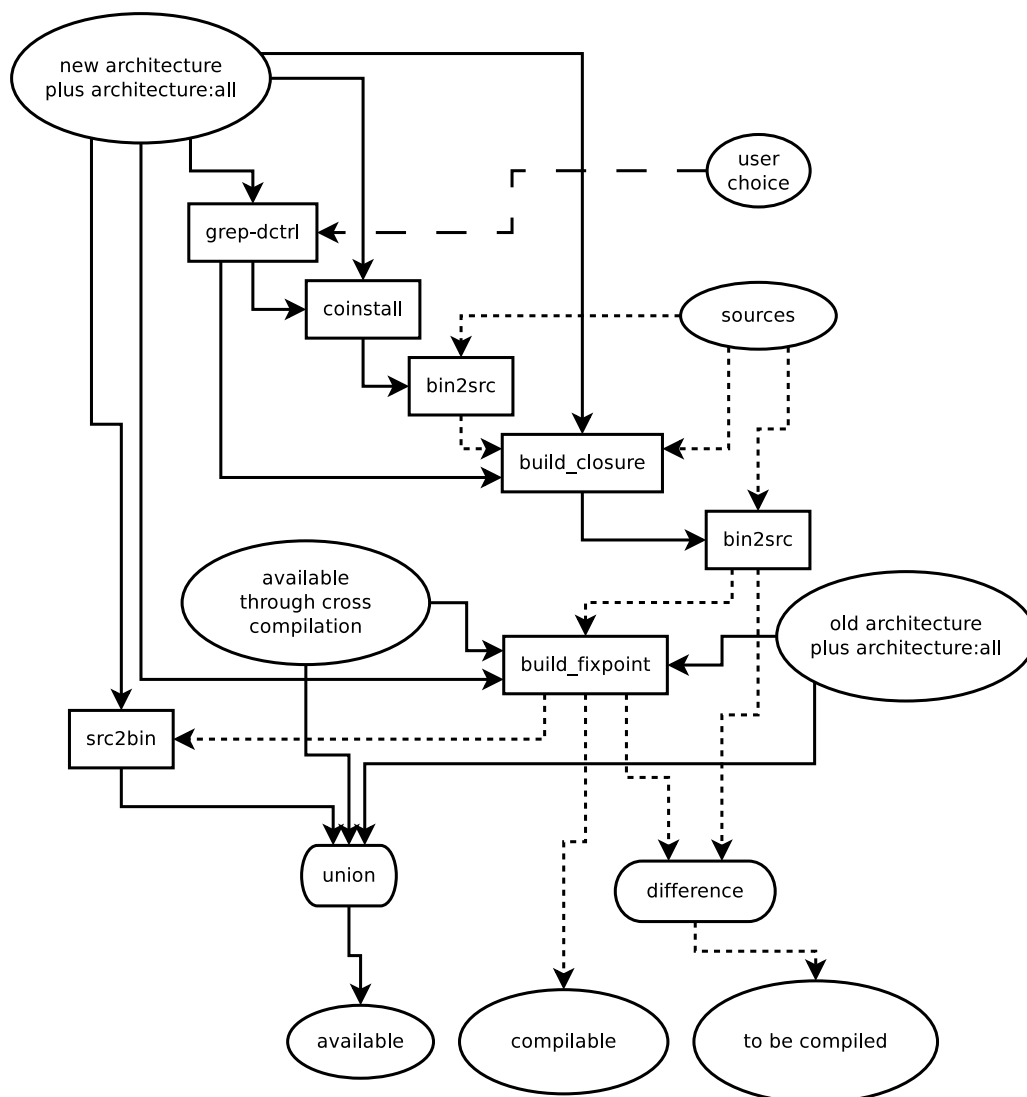 new architecture
plus architecture:all
user
choice
grep-dctrl
coinstall
sources
bin2src
build_closure
bin2src
available
through cross
compilation
old architecture
plus architecture:all
build_fixpoint
src2bin
union
difference
available
compilable
to be compiled